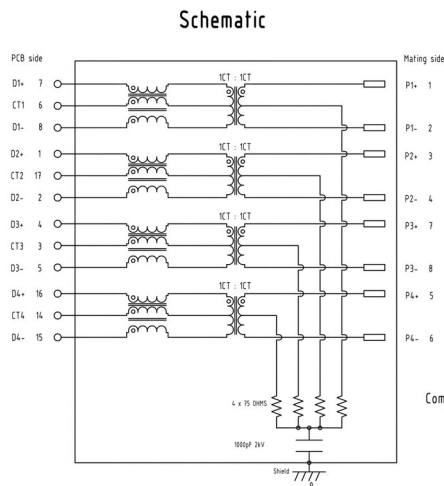 Schematic
PCB side
Mating side
D1+ 7
1CT : 1CT
P1+ 1
CT1 6
D1- 8
P1- 2
D2+ 1
1CT : 1CT
P2+ 3
CT2 17
D2- 2
P2- 4
D3+ 4
1CT : 1CT
P3+ 7
CT3 3
D3- 5
P3- 8
D4+ 16
1CT : 1CT
P4+ 5
CT4 14
D4- 15
P4- 6
4 x 75 OHMS
Com
1000pF 2kV
Shield